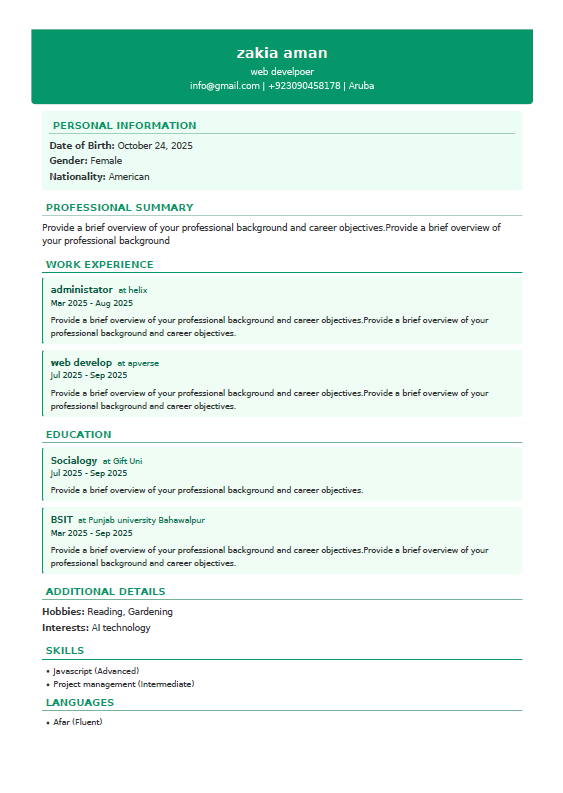 zakia aman
web develpoer
info@gmail.com | +923090458178 | Aruba
PERSONAL INFORMATION
Date of Birth: October 24, 2025
Gender: Female
Nationality: American
PROFESSIONAL SUMMARY
Provide a brief overview of your professional background and career objectives.Provide a brief overview of
your professional background
WORK EXPERIENCE
administator at helix
Mar 2025 - Aug 2025
Provide a brief overview of your professional background and career objectives.Provide a brief overview of your
professional background and career objectives.
web develop at apverse
Jul 2025 - Sep 2025
Provide a brief overview of your professional background and career objectives.Provide a brief overview of your
professional background and career objectives.
EDUCATION
Socialogy at Gift Uni
Jul 2025 - Sep 2025
Provide a brief overview of your professional background and career objectives.
BSIT at Punjab university Bahawalpur
Mar 2025 - Sep 2025
Provide a brief overview of your professional background and career objectives.Provide a brief overview of your
professional background and career objectives.
ADDITIONAL DETAILS
Hobbies: Reading, Gardening
Interests: AI technology
SKILLS
• Javascript (Advanced)
• Project management (Intermediate)
LANGUAGES
• Afar (Fluent)